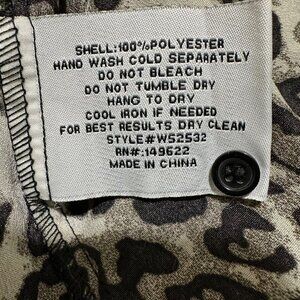 SHELL:100%POLYESTER
HAND WASH COLD SEPARATELY
DO NOT BLEACH
DO NOT TUMBLE DRY
HANG TO DRY
COOL IRON IF NEEDED
FOR BEST RESULTS DRY CLEAN
STYLE#W52532
RN#:149622
MADE IN CHINA